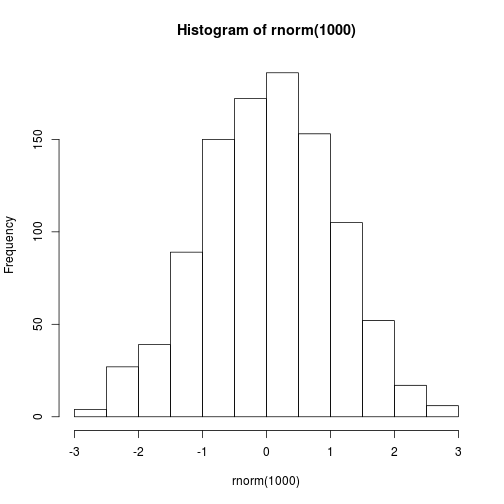 Histogram of rnorm(1000)
Frequency
150
100
50
0
-3 -2 -1 0 1 2 3
rnorm(1000)